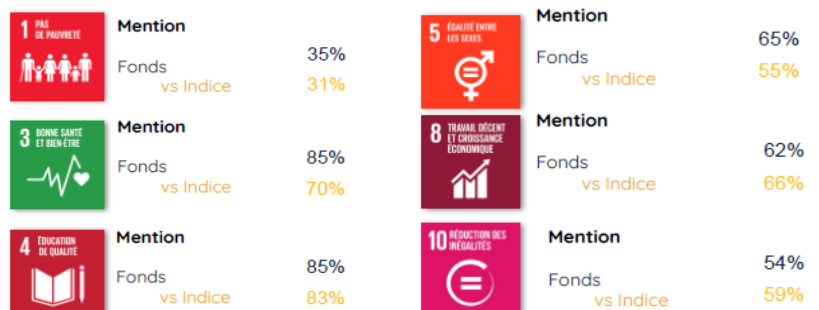 1 PAS
DE PAUVRETÉ
Mention
Fonds 35%
vs Indice 31%
3 BONNE SANTÉ
ET BIEN-ÊTRE
Mention
Fonds 85%
vs Indice 70%
4 ÉDUCATION
DE QUALITÉ
Mention
Fonds 85%
vs Indice 83%
5 ÉGALITÉ ENTRE
LES SEXES
Mention
Fonds 65%
vs Indice 55%
8 TRAVAIL DÉCENT
ET CROISSANCE
ÉCONOMIQUE
Mention
Fonds 62%
vs Indice 66%
10 RÉDUCTION DES
INÉGALITÉS
Mention
Fonds 54%
vs Indice 59%